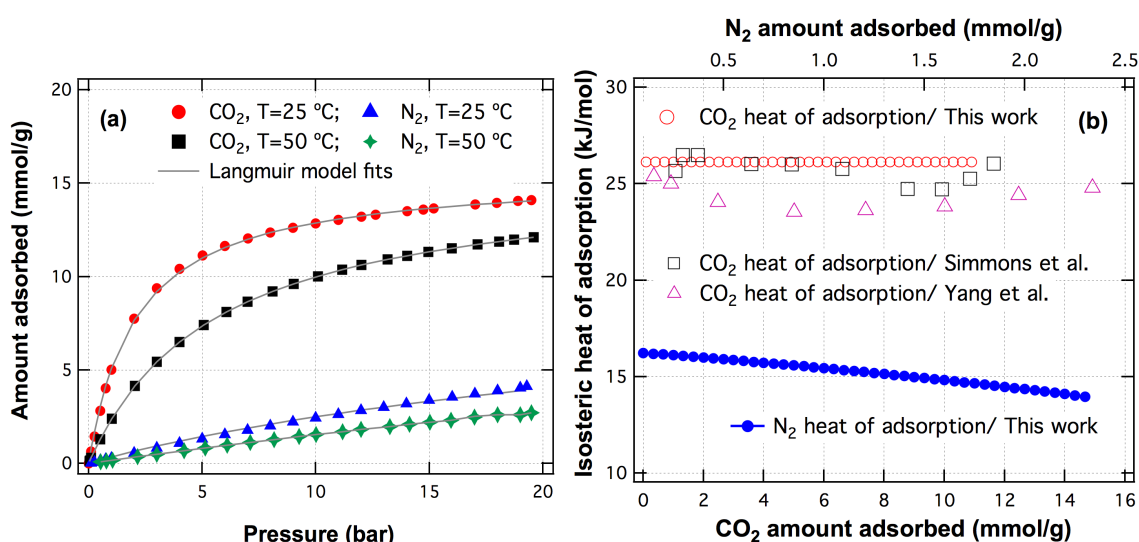 20
15
10
5
0
Amount adsorbed (mmol/g)
(a)
CO₂, T=25 ºC;
N₂, T=25 ºC
CO₂, T=50 ºC;
N₂, T=50 ºC
Langmuir model fits
0
5
10
15
20
Pressure (bar)
N₂ amount adsorbed (mmol/g)
0.5
1.0
1.5
2.0
2.5
30
25
20
15
10
Isosteric heat of adsorption (kJ/mol)
CO₂ heat of adsorption/ This work
(b)
CO₂ heat of adsorption/ Simmons et al.
CO₂ heat of adsorption/ Yang et al.
N₂ heat of adsorption/ This work
0
2
4
6
8
10
12
14
16
CO₂ amount adsorbed (mmol/g)